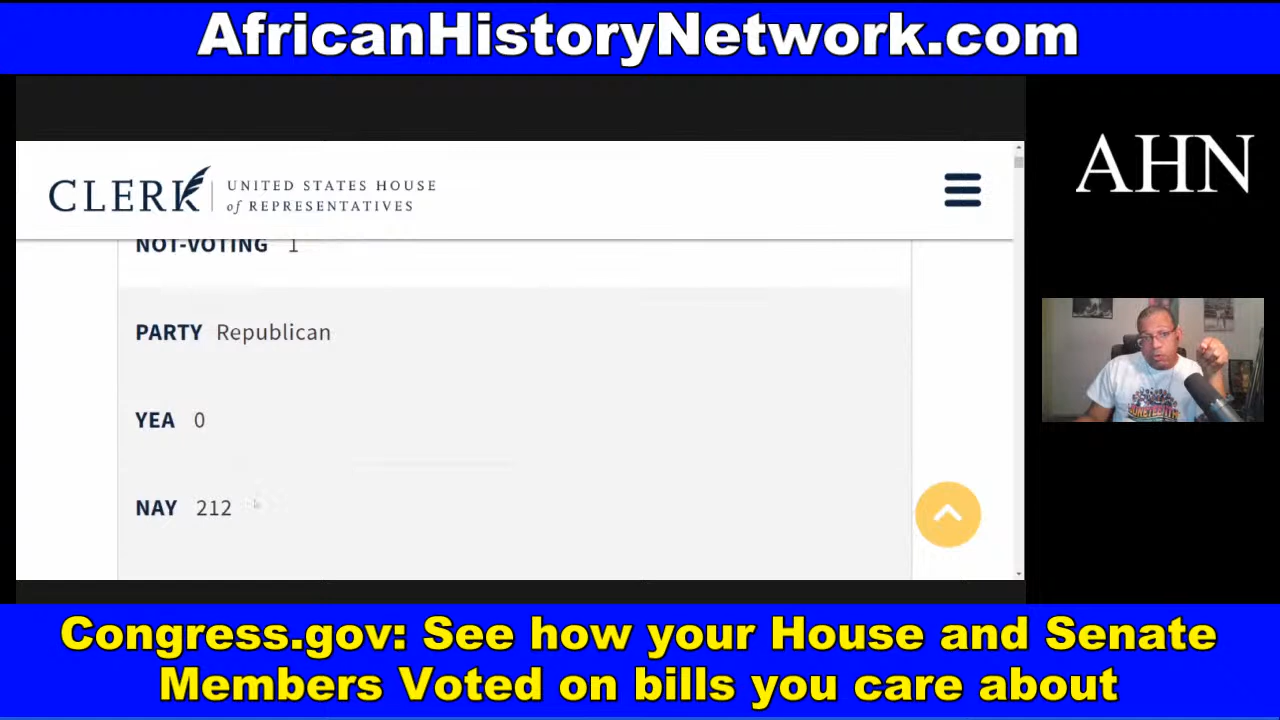 AfricanHistoryNetwork.com
AHN
CLERK
UNITED STATES HOUSE
of REPRESENTATIVES
NOT-VOTING 1
PARTY Republican
YEA 0
NAY 212
Congress.gov: See how your House and Senate
Members Voted on bills you care about